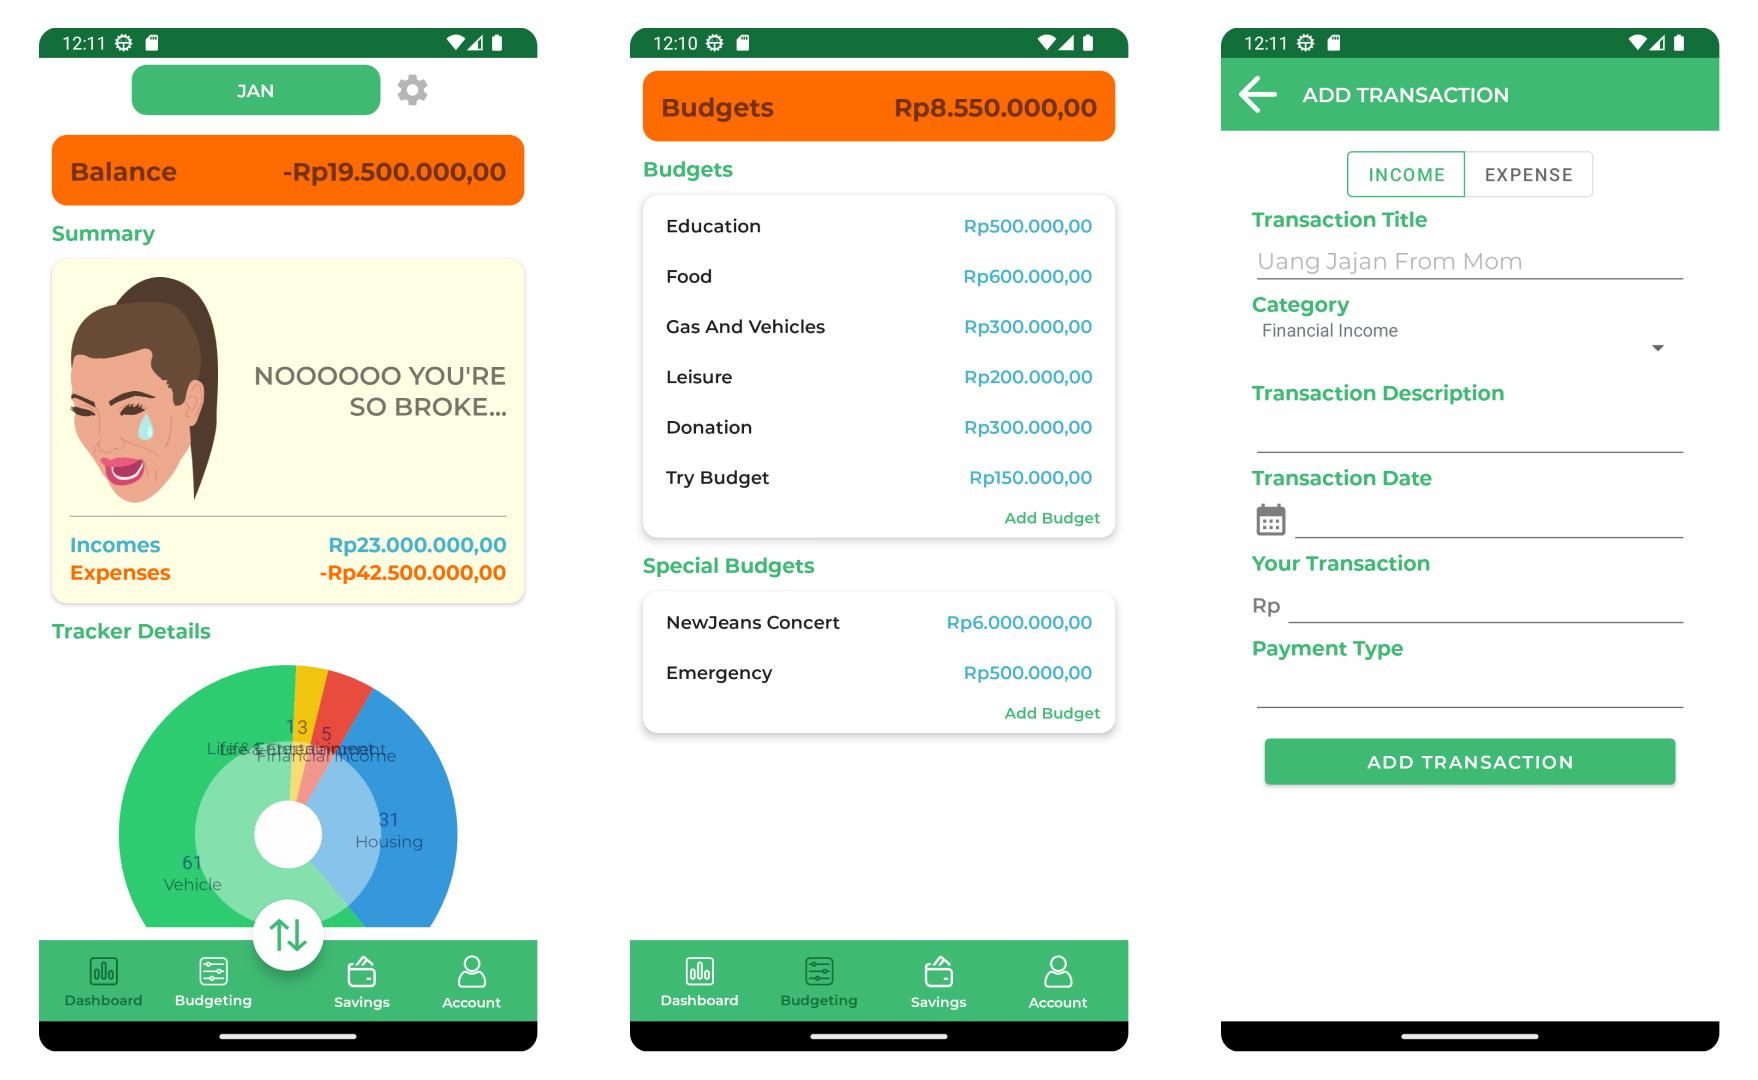 12:11
JAN
Balance -Rp19.500.000,00
Summary
NOOOOOO YOU'RE
SO BROKE...
Incomes Rp23.000.000,00
Expenses -Rp42.500.000,00
Tracker Details
1 3 5
Life & Entertainment
Financial Income
31
Housing
61
Vehicle
Dashboard Budgeting Savings Account
12:10
Budgets Rp8.550.000,00
Budgets
Education Rp500.000,00
Food Rp600.000,00
Gas And Vehicles Rp300.000,00
Leisure Rp200.000,00
Donation Rp300.000,00
Try Budget Rp150.000,00
Add Budget
Special Budgets
NewJeans Concert Rp6.000.000,00
Emergency Rp500.000,00
Add Budget
Dashboard Budgeting Savings Account
12:11
ADD TRANSACTION
INCOME EXPENSE
Transaction Title
Uang Jajan From Mom
Category
Financial Income
Transaction Description
Transaction Date
Your Transaction
Rp
Payment Type
ADD TRANSACTION